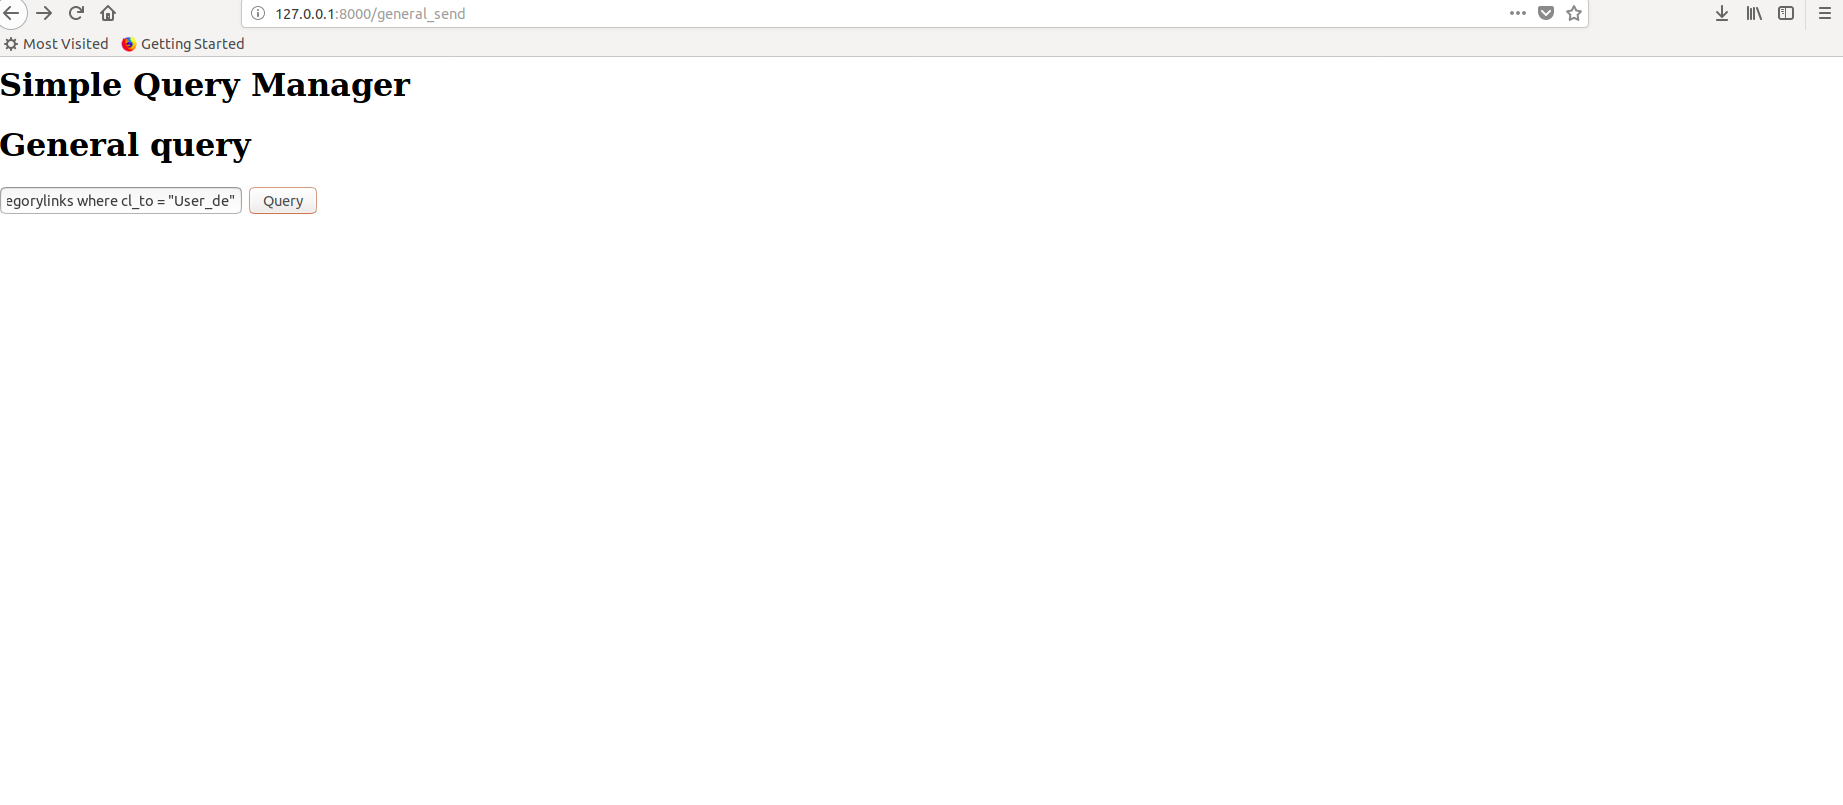 127.0.0.1:8000/general_send
Most Visited Getting Started
Simple Query Manager
General query
egorylinks where cl_to = "User_de" Query